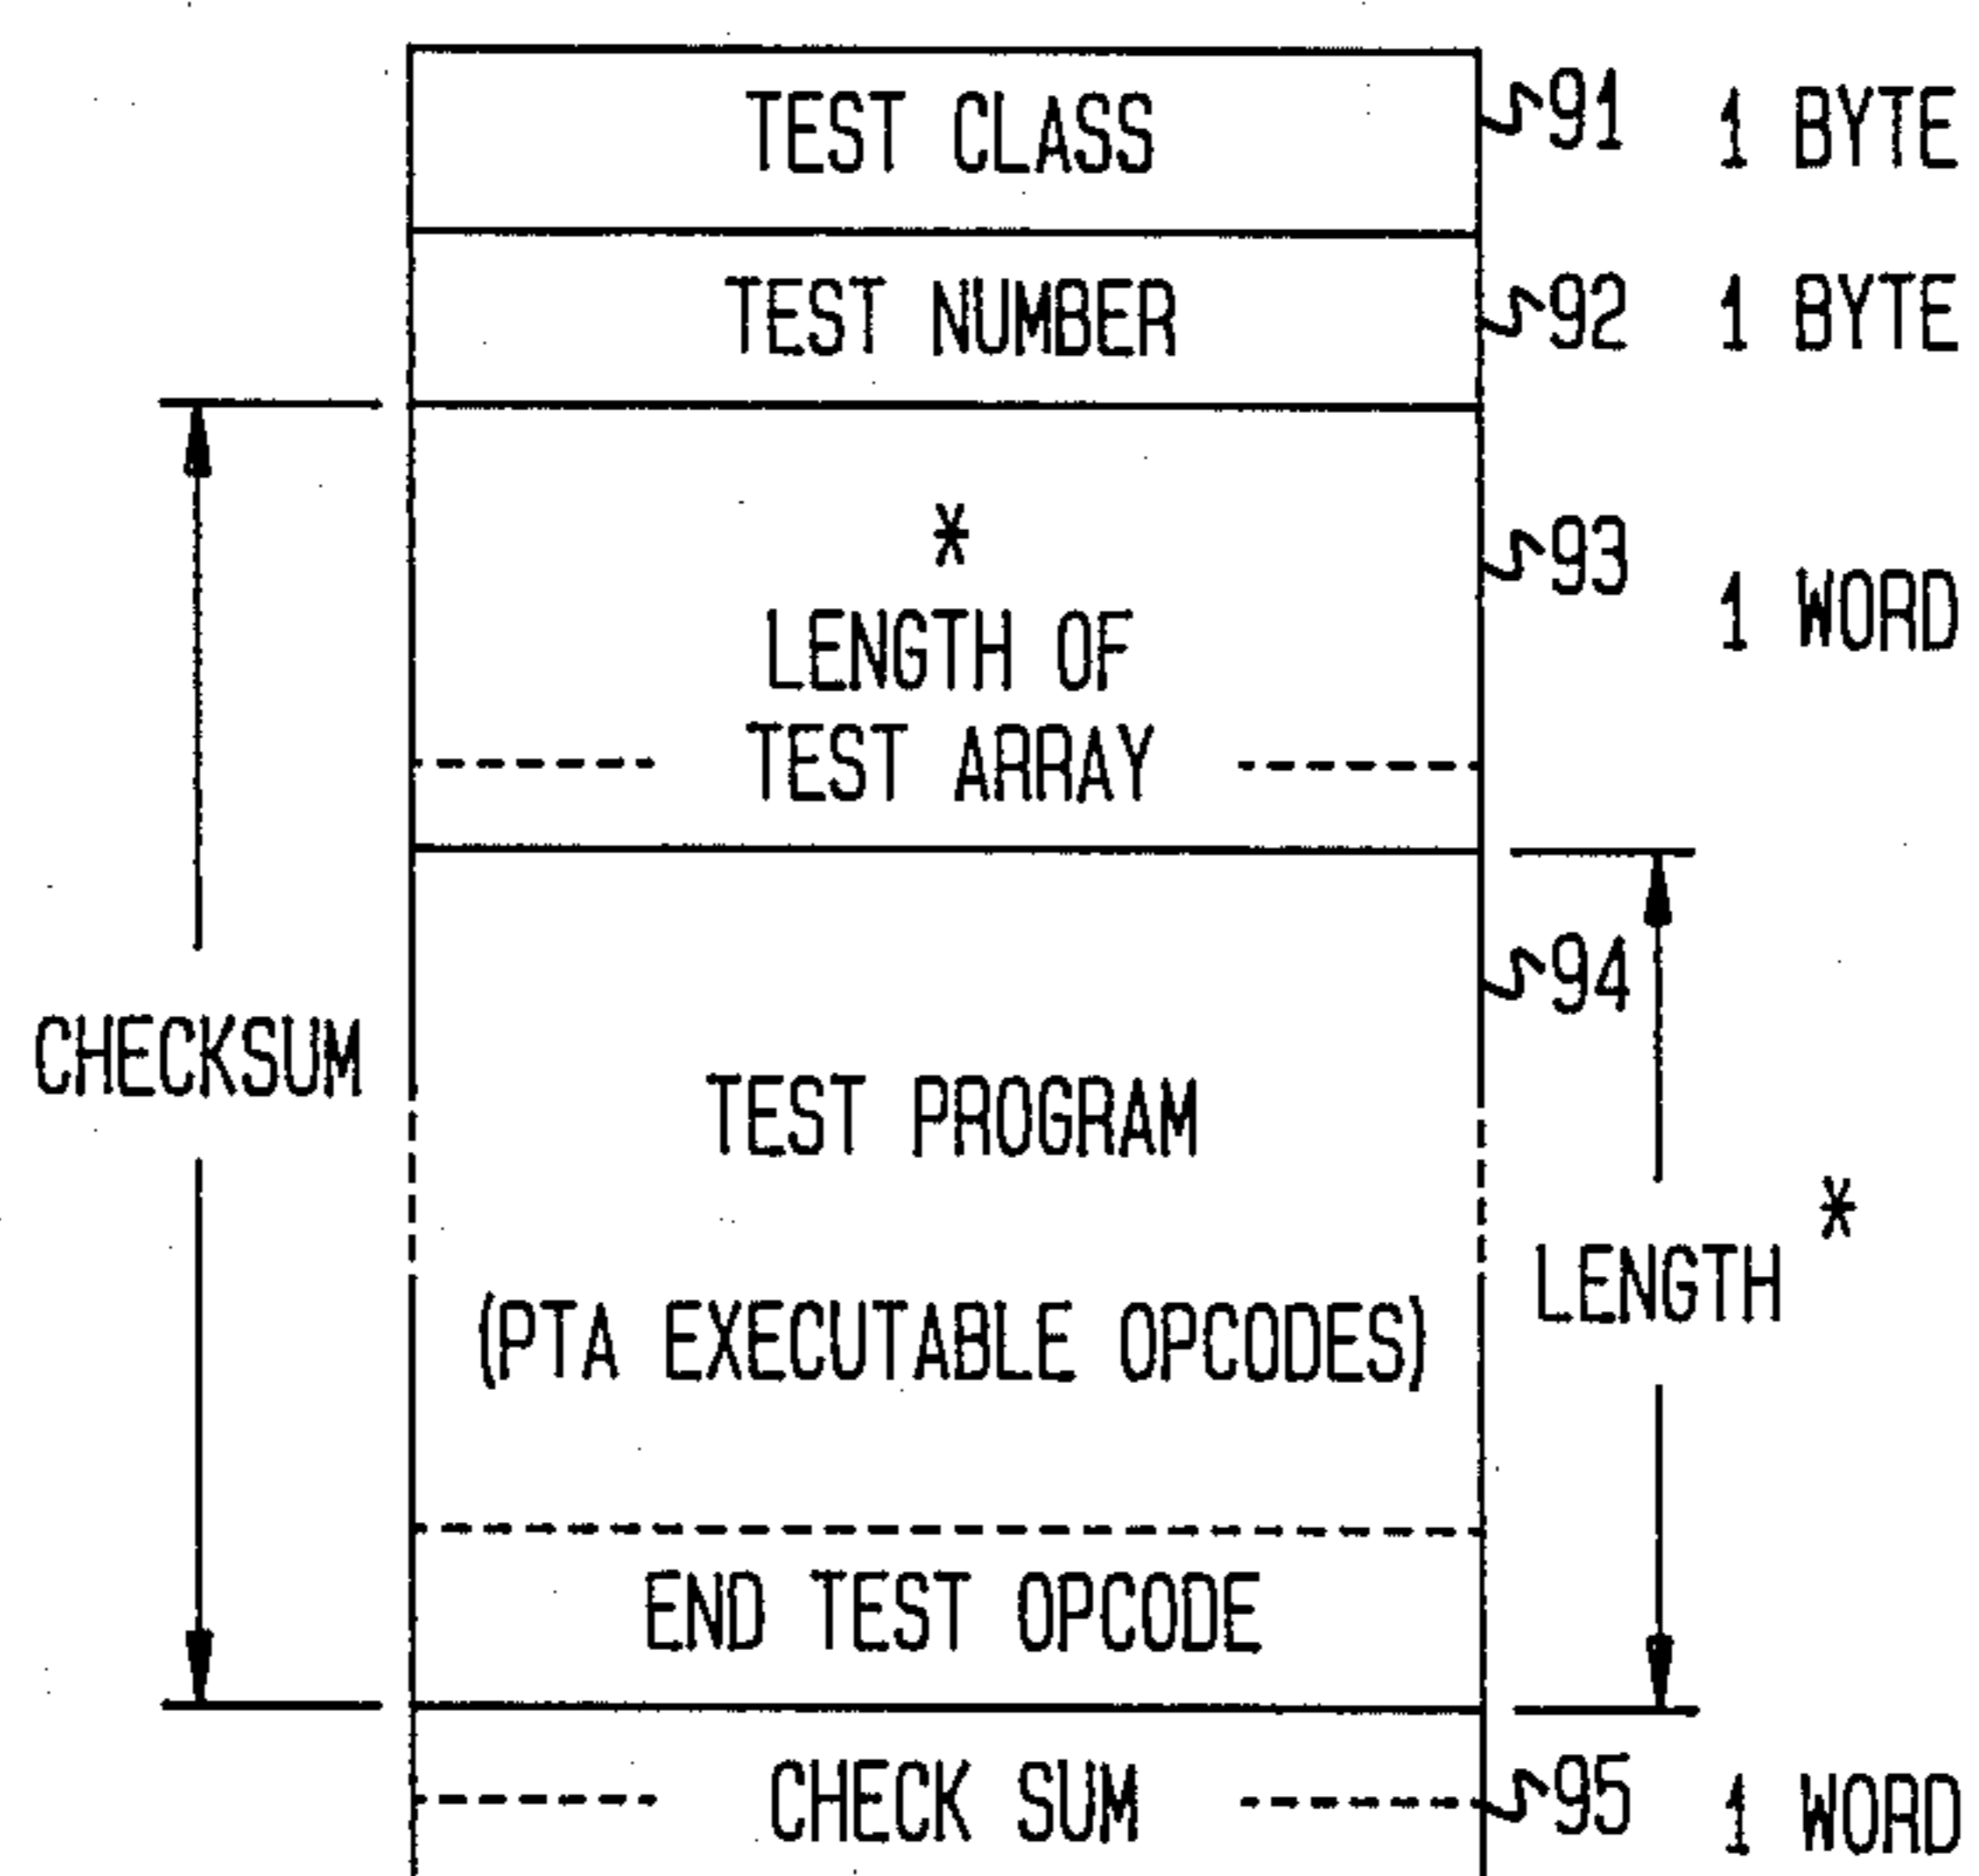 TEST CLASS 91 1 BYTE
TEST NUMBER 92 1 BYTE
* 93
LENGTH OF 1 WORD
TEST ARRAY
94
CHECKSUM
TEST PROGRAM
*
LENGTH
(PTA EXECUTABLE OPCODES)
END TEST OPCODE
CHECK SUM 95 1 WORD